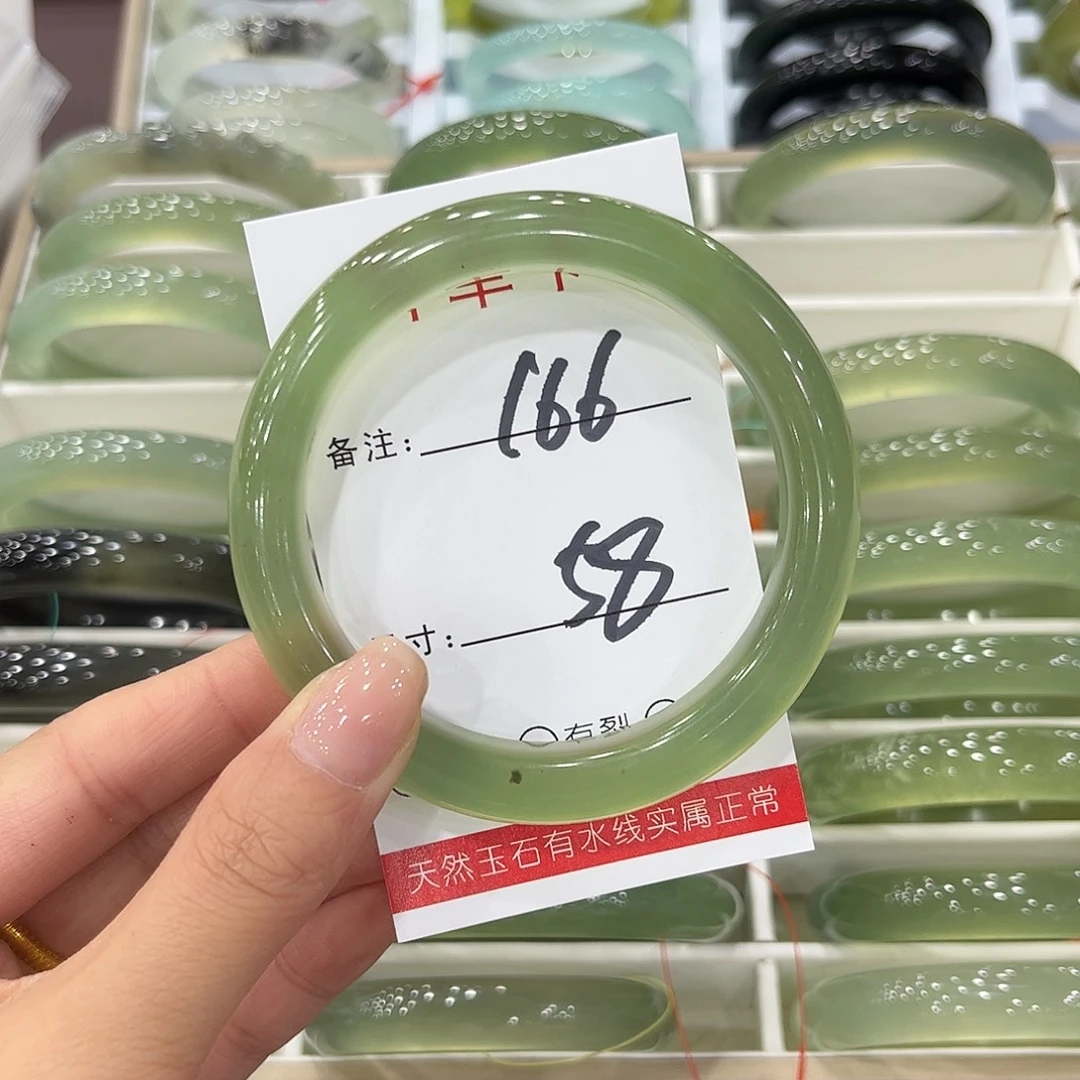 备注: 166
寸: 58
有裂
天然玉石有水线实属正常